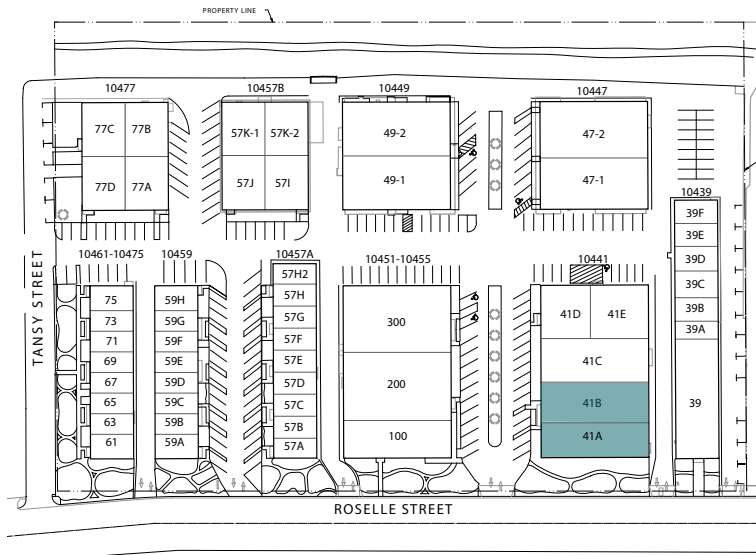 PROPERTY LINE
10477
10457B
10449
10447
77C
77B
77D
77A
57K-1
57K-2
57J
57I
49-2
49-1
47-2
47-1
10439
39F
39E
39D
39C
39B
39A
39
TANSY STREET
10461-10475
10459
10457A
10451-10455
10441
75
73
71
69
67
65
63
61
59H
59G
59F
59E
59D
59C
59B
59A
57H2
57H
57G
57F
57E
57D
57C
57B
57A
300
200
100
41D
41E
41C
41B
41A
ROSELLE STREET